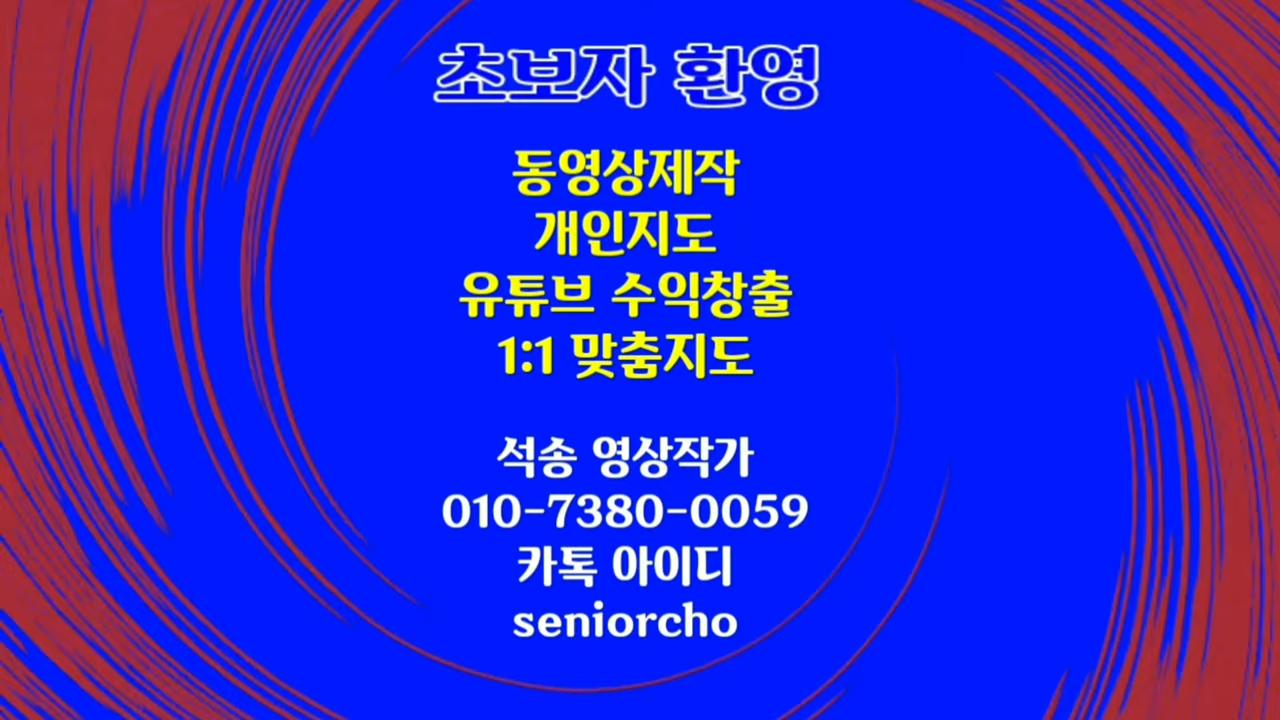 초보자 환영
동영상제작
개인지도
유튜브 수익창출
1:1 맞춤지도
석송 영상작가
010-7380-0059
카톡 아이디
seniorcho